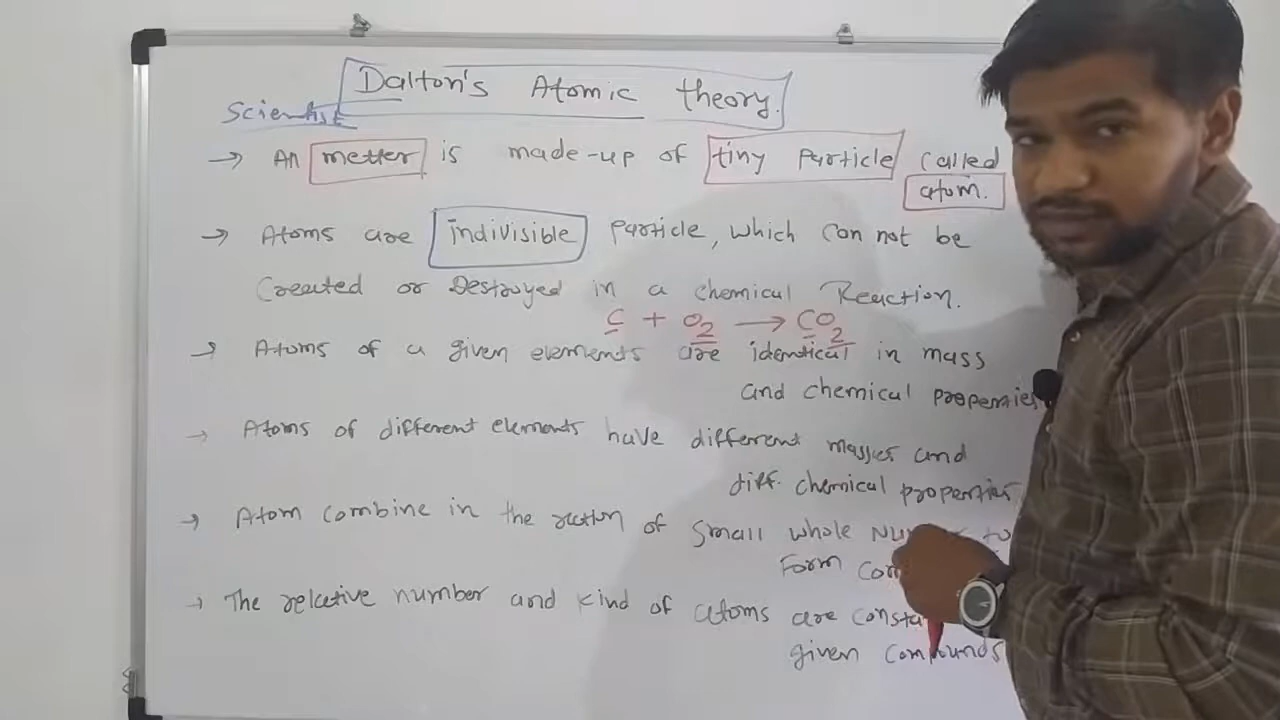 Dalton's Atomic theory.
Scientist
→ An metter is made-up of tiny Particle called
atom.
→ Atoms are indivisible Particle, which can not be
Created or Destroyed in a chemical Reaction.
C + O2 → CO2
→ Atoms of a given elements are identical in mass
and chemical properties
→ Atoms of different elements have different masses and
diff. chemical properties
→ Atom combine in the of small whole to
Form
→ The relative number and kind of atoms are
given compounds